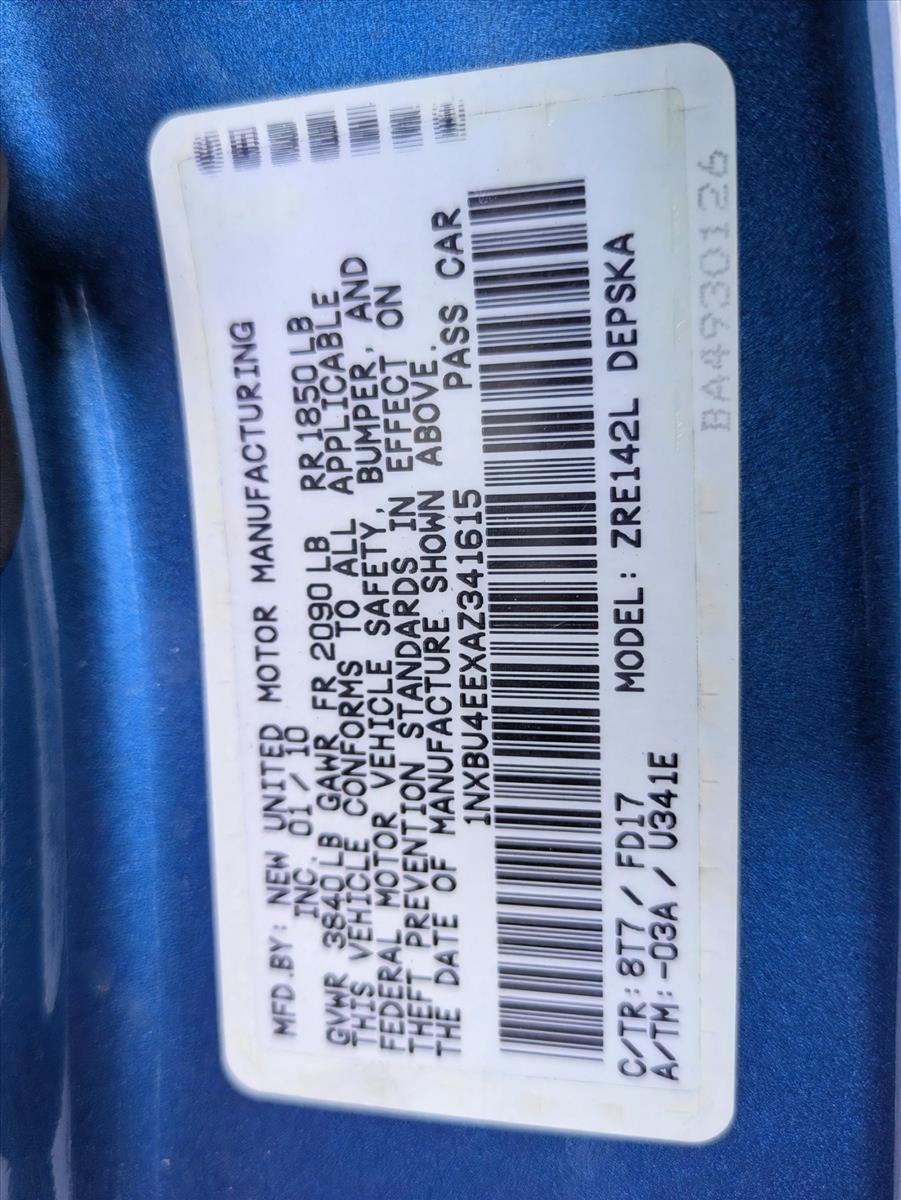 MFD.BY: NEW UNITED MOTOR MANUFACTURING
INC. 01/10
GVWR 3840LB GAWR FR 2090LB RR1850LB
THIS VEHICLE CONFORMS TO ALL APPLICABLE
FEDERAL MOTOR VEHICLE SAFETY, BUMPER, AND
THEFT PREVENTION STANDARDS IN EFFECT ON
THE DATE OF MANUFACTURE SHOWN ABOVE.
1NXBU4EEXAZ341615 PASS CAR
C/TR:8T7/FD17 MODEL: ZRE142L DEPSKA
A/TM:-03A/U341E
BA4930126